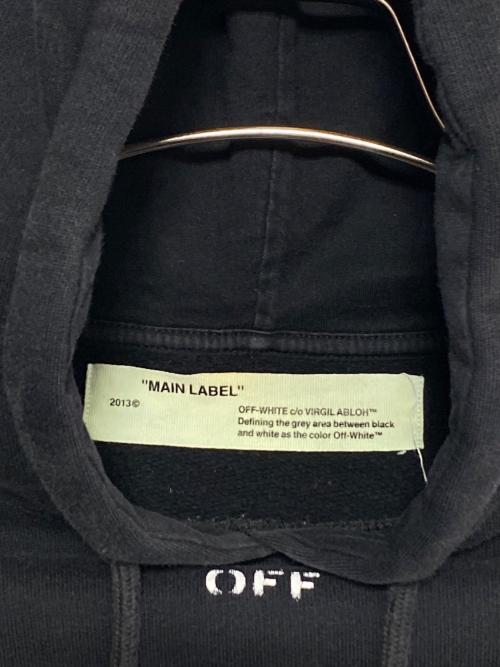 "MAIN LABEL"
2013©
OFF-WHITE c/o VIRGIL ABLOH™
Defining the grey area between black
and white as the color Off-White™
OFF